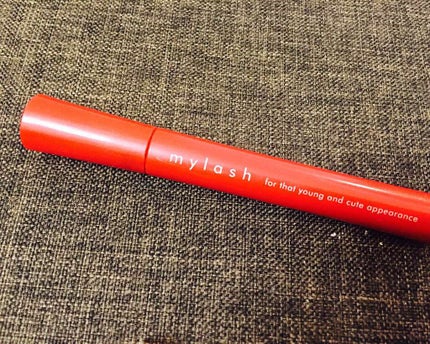 mylash for that young and cute appearance